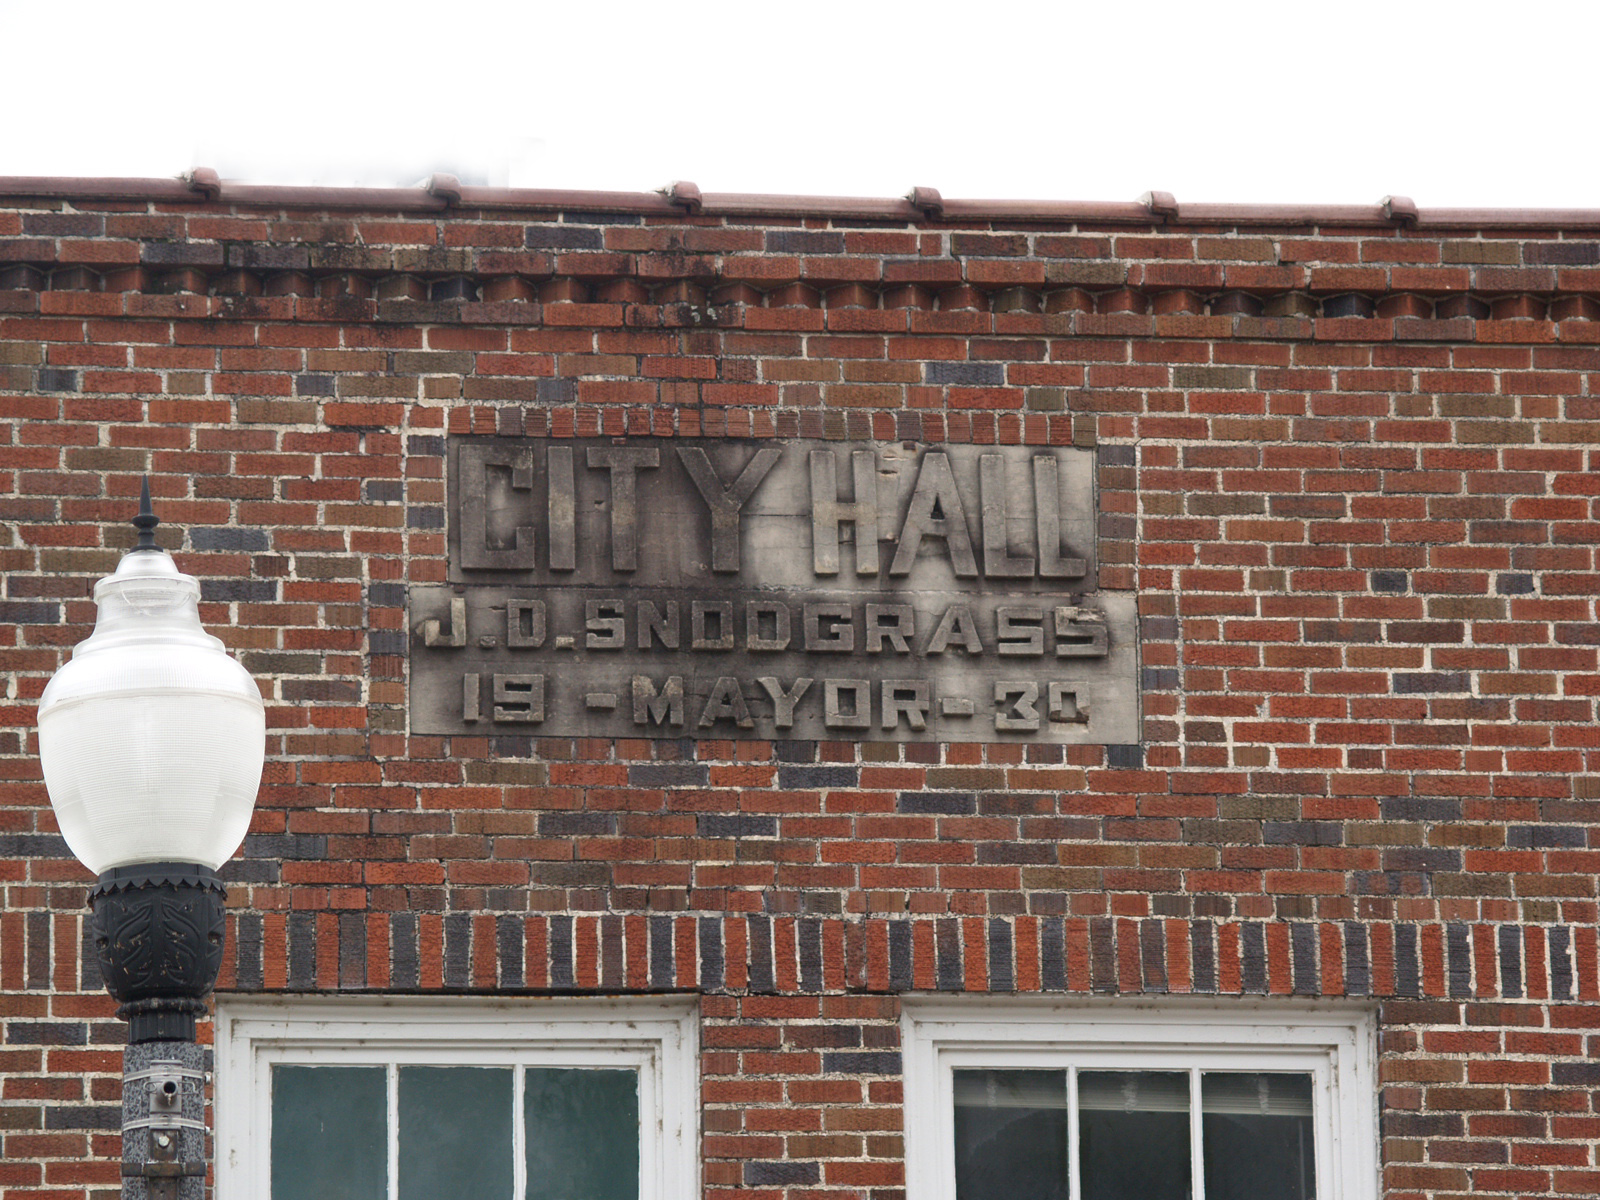 CITY HALL
J.D. SNODGRASS
19 - MAYOR - 30